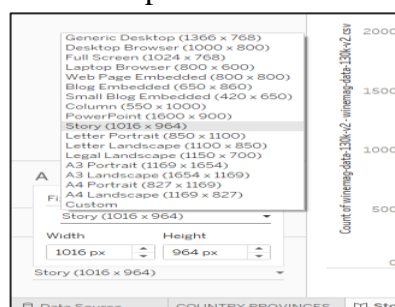 Generic Desktop (1366 x 768)
Desktop Browser (1000 x 800)
Full Screen (1024 x 768)
Laptop Browser (800 x 600)
Web Page Embedded (800 x 800)
Blog Embedded (650 x 860)
Small Blog Embedded (420 x 650)
Column (550 x 1000)
PowerPoint (1600 x 900)
Story (1016 x 964)
Letter Portrait (850 x 1100)
Letter Landscape (1100 x 850)
Legal Landscape (1150 x 700)
A3 Portrait (1169 x 1654)
A3 Landscape (1654 x 1169)
A4 Portrait (827 x 1169)
A4 Landscape (1169 x 827)
Custom
A
Fi
Story (1016 x 964)
Width Height
1016 px 964 px
Story (1016 x 964)
Data Source COUNTRY PROVINCES Sto
Count of winemag-data-130k-v2 - winemag-data-130k-v2.csv
2000
1500
1000
500
0